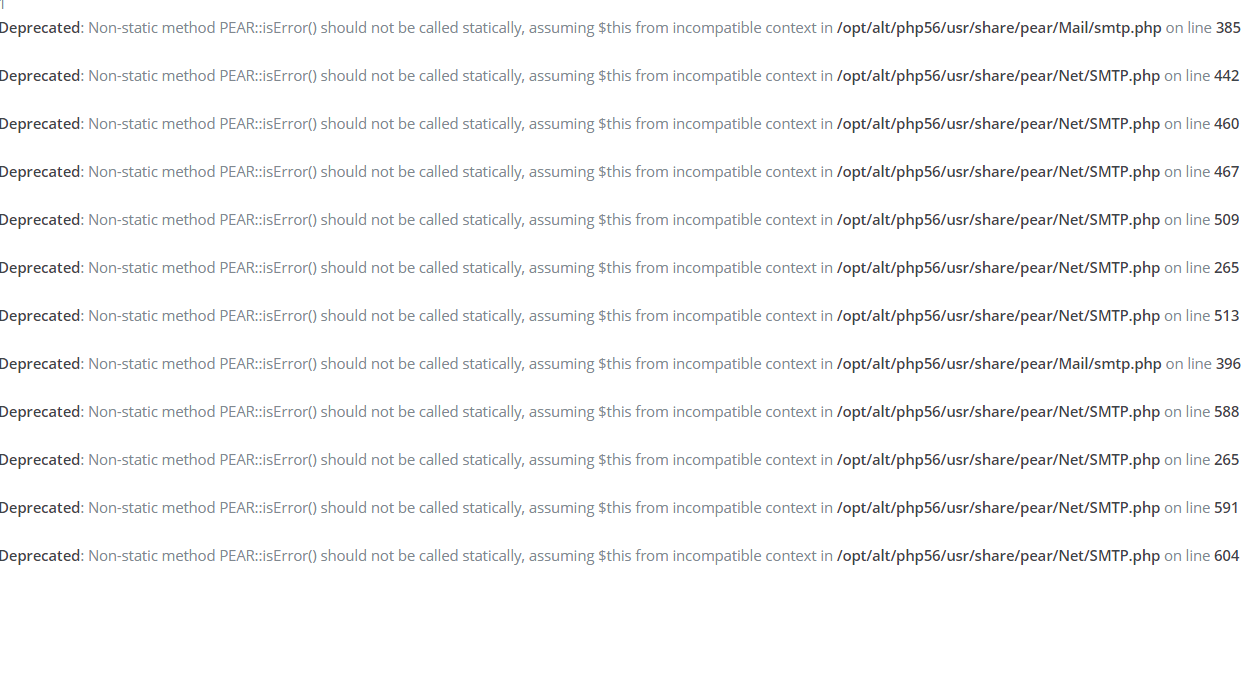 Deprecated: Non-static method PEAR::isError() should not be called statically, assuming $this from incompatible context in /opt/alt/php56/usr/share/pear/Mail/smtp.php on line 385
Deprecated: Non-static method PEAR::isError() should not be called statically, assuming $this from incompatible context in /opt/alt/php56/usr/share/pear/Net/SMTP.php on line 442
Deprecated: Non-static method PEAR::isError() should not be called statically, assuming $this from incompatible context in /opt/alt/php56/usr/share/pear/Net/SMTP.php on line 460
Deprecated: Non-static method PEAR::isError() should not be called statically, assuming $this from incompatible context in /opt/alt/php56/usr/share/pear/Net/SMTP.php on line 467
Deprecated: Non-static method PEAR::isError() should not be called statically, assuming $this from incompatible context in /opt/alt/php56/usr/share/pear/Net/SMTP.php on line 509
Deprecated: Non-static method PEAR::isError() should not be called statically, assuming $this from incompatible context in /opt/alt/php56/usr/share/pear/Net/SMTP.php on line 265
Deprecated: Non-static method PEAR::isError() should not be called statically, assuming $this from incompatible context in /opt/alt/php56/usr/share/pear/Net/SMTP.php on line 513
Deprecated: Non-static method PEAR::isError() should not be called statically, assuming $this from incompatible context in /opt/alt/php56/usr/share/pear/Mail/smtp.php on line 396
Deprecated: Non-static method PEAR::isError() should not be called statically, assuming $this from incompatible context in /opt/alt/php56/usr/share/pear/Net/SMTP.php on line 588
Deprecated: Non-static method PEAR::isError() should not be called statically, assuming $this from incompatible context in /opt/alt/php56/usr/share/pear/Net/SMTP.php on line 265
Deprecated: Non-static method PEAR::isError() should not be called statically, assuming $this from incompatible context in /opt/alt/php56/usr/share/pear/Net/SMTP.php on line 591
Deprecated: Non-static method PEAR::isError() should not be called statically, assuming $this from incompatible context in /opt/alt/php56/usr/share/pear/Net/SMTP.php on line 604